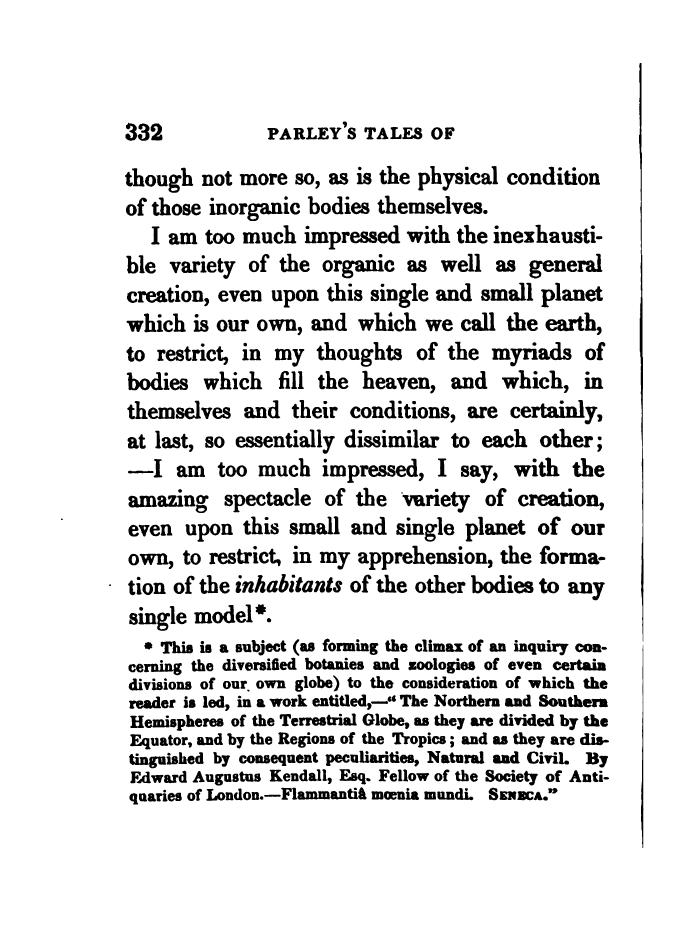 332 PARLEY'S TALES OF
though not more so, as is the physical condition
of those inorganic bodies themselves.
I am too much impressed with the inexhausti-
ble variety of the organic as well as general
creation, even upon this single and small planet
which is our own, and which we call the earth,
to restrict, in my thoughts of the myriads of
bodies which fill the heaven, and which, in
themselves and their conditions, are certainly,
at last, so essentially dissimilar to each other;
—I am too much impressed, I say, with the
amazing spectacle of the variety of creation,
even upon this small and single planet of our
own, to restrict, in my apprehension, the forma-
tion of the inhabitants of the other bodies to any
single model*.
* This is a subject (as forming the climax of an inquiry con-
cerning the diversified botanies and zoologies of even certain
divisions of our own globe) to the consideration of which the
reader is led, in a work entitled,—“ The Northern and Southern
Hemispheres of the Terrestrial Globe, as they are divided by the
Equator, and by the Regions of the Tropics; and as they are dis-
tinguished by consequent peculiarities, Natural and Civil. By
Edward Augustus Kendall, Esq. Fellow of the Society of Anti-
quaries of London.—Flammantiâ mœnia mundi. SENECA.”